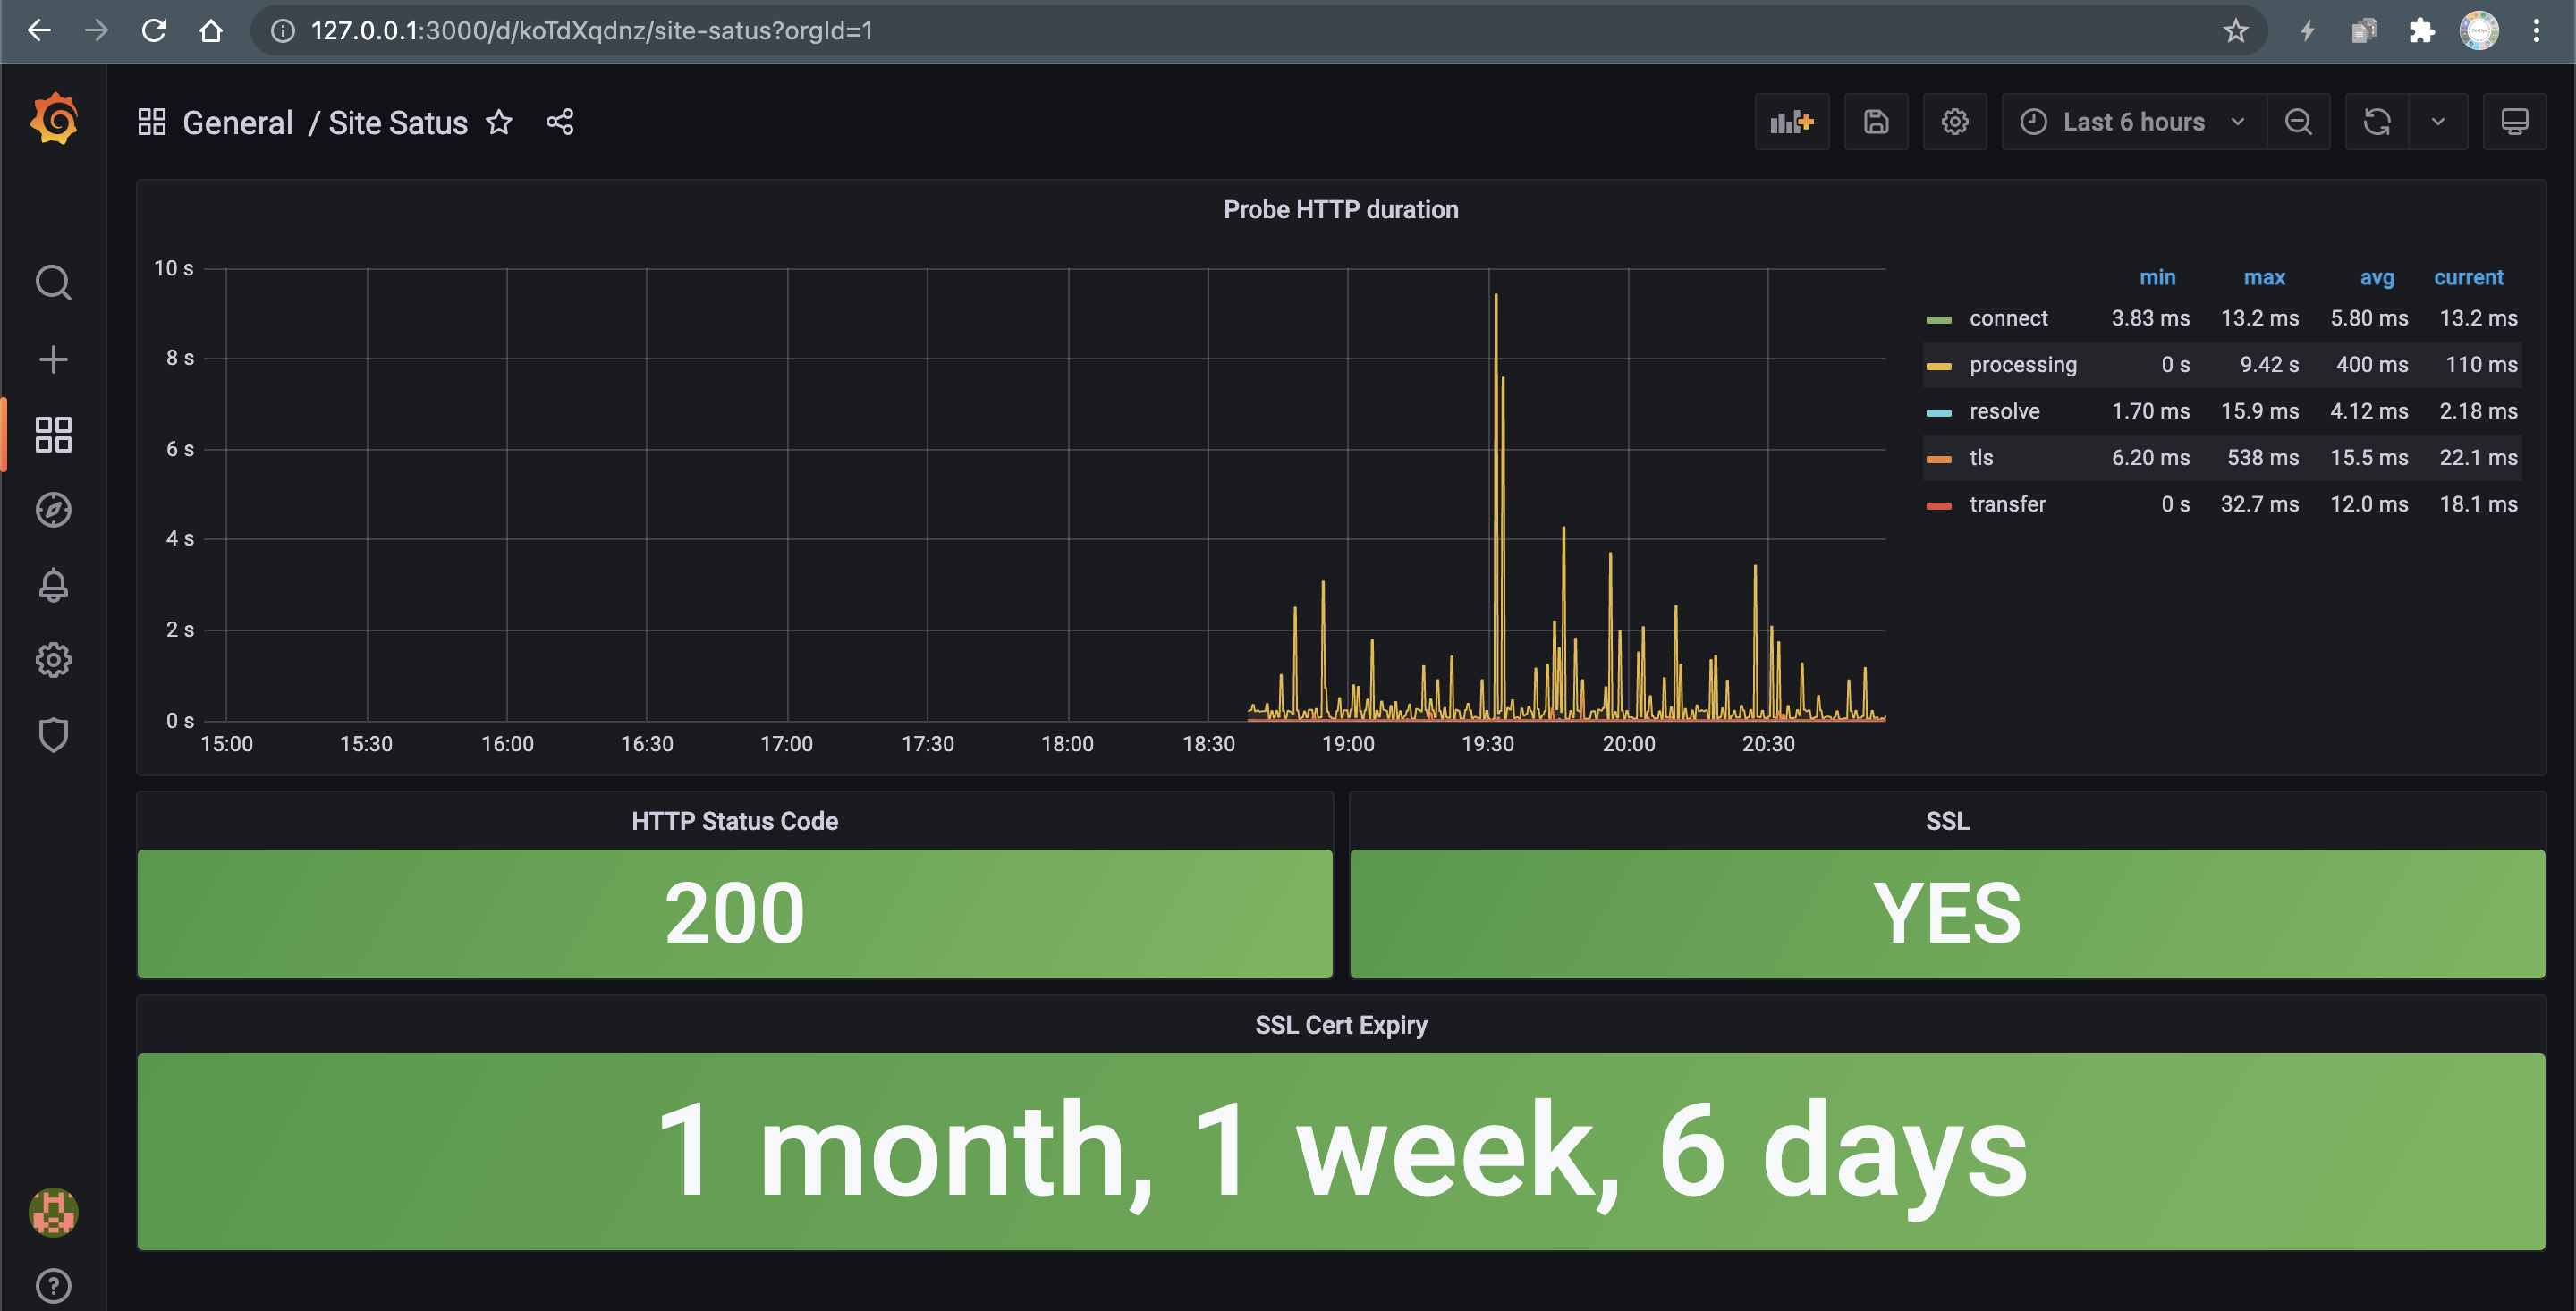 127.0.0.1:3000/d/koTdXqdnz/site-satus?orgId=1
General / Site Satus
Last 6 hours
Probe HTTP duration
10 s
8 s
6 s
4 s
2 s
0 s
15:00 15:30 16:00 16:30 17:00 17:30 18:00 18:30 19:00 19:30 20:00 20:30
min max avg current
connect 3.83 ms 13.2 ms 5.80 ms 13.2 ms
processing 0 s 9.42 s 400 ms 110 ms
resolve 1.70 ms 15.9 ms 4.12 ms 2.18 ms
tls 6.20 ms 538 ms 15.5 ms 22.1 ms
transfer 0 s 32.7 ms 12.0 ms 18.1 ms
HTTP Status Code
200
SSL
YES
SSL Cert Expiry
1 month, 1 week, 6 days